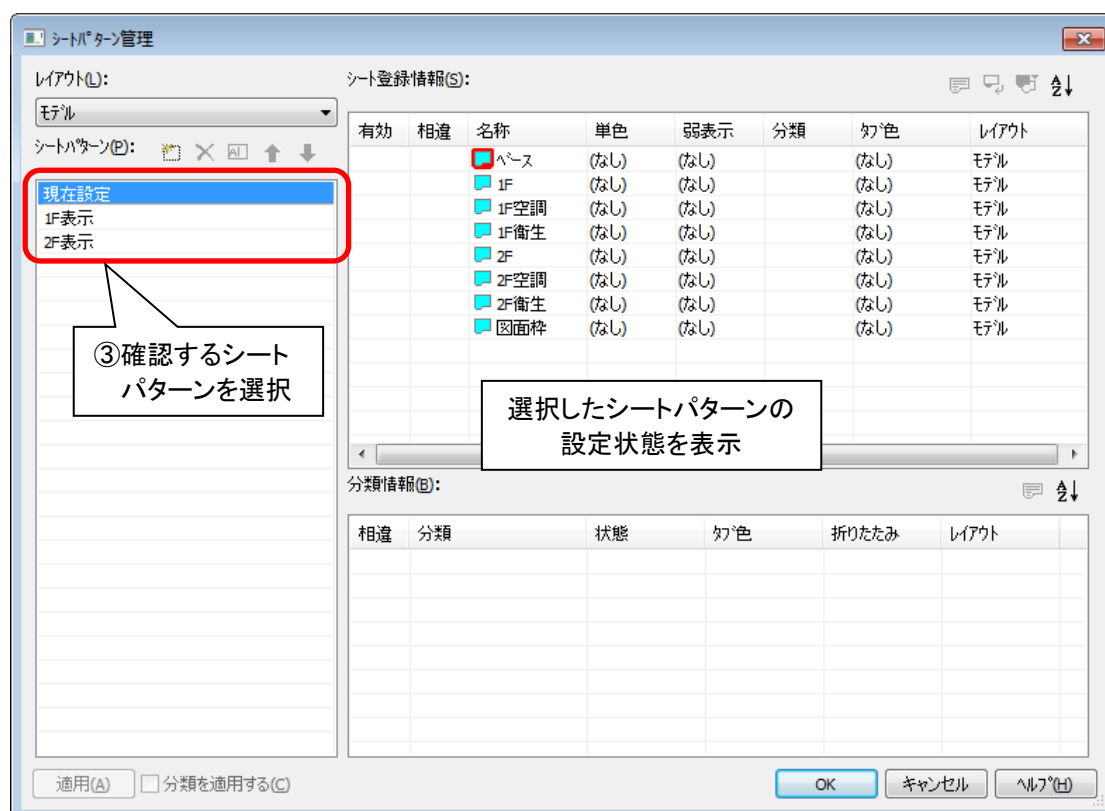 シートパターン管理
レイアウト(L):
モデル
シートパターン(P):
現在設定
1F表示
2F表示
③確認するシート
パターンを選択
シート登録情報(S):
有効 相違 名称 単色 弱表示 分類 タブ色 レイアウト
ベース (なし) (なし) (なし) モデル
1F (なし) (なし) (なし) モデル
1F空調 (なし) (なし) (なし) モデル
1F衛生 (なし) (なし) (なし) モデル
2F (なし) (なし) (なし) モデル
2F空調 (なし) (なし) (なし) モデル
2F衛生 (なし) (なし) (なし) モデル
図面枠 (なし) (なし) (なし) モデル
選択したシートパターンの
設定状態を表示
分類情報(B):
相違 分類 状態 タブ色 折りたたみ レイアウト
適用(A) 分類を適用する(C) OK キャンセル ヘルプ(H)